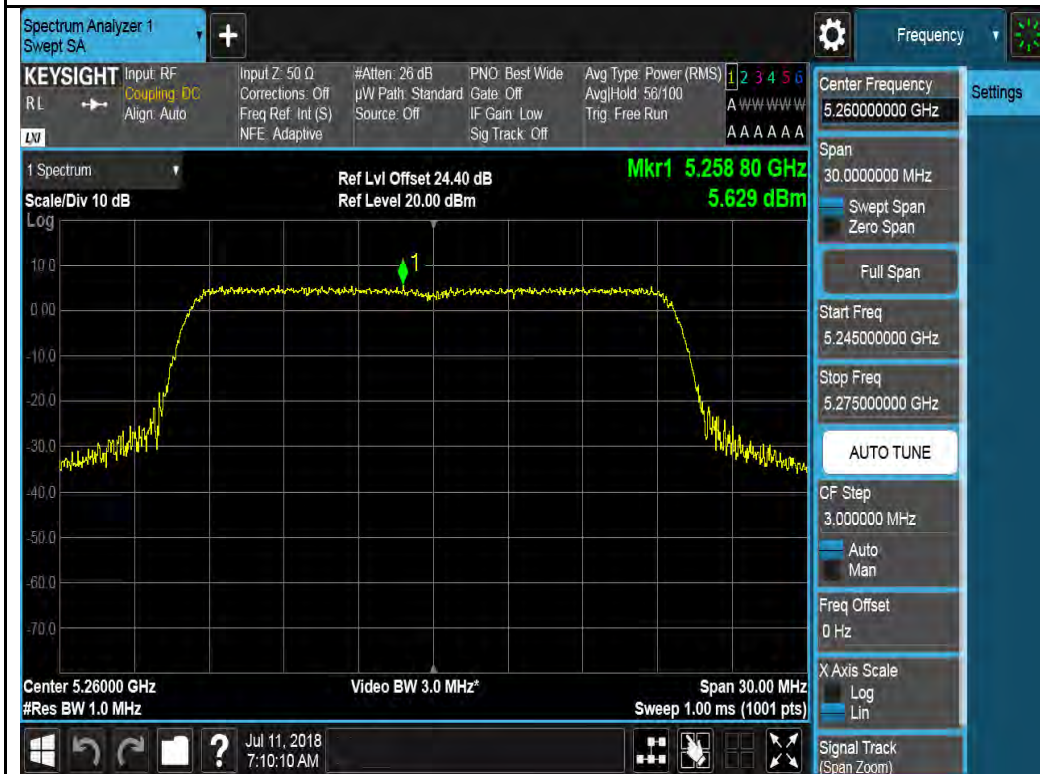 Spectrum Analyzer 1
Swept SA
+
Frequency
KEYSIGHT
RL
LXI
Input: RF
Coupling: DC
Align: Auto
Input Z: 50 Ω
Corrections: Off
Freq Ref: Int (S)
NFE: Adaptive
#Atten: 26 dB
µW Path: Standard
Source: Off
PNO: Best Wide
Gate: Off
IF Gain: Low
Sig Track: Off
Avg Type: Power (RMS)
Avg|Hold: 56/100
Trig: Free Run
1 2 3 4 5 6
A W W W W W
A A A A A A
1 Spectrum
Scale/Div 10 dB
Log
Ref Lvl Offset 24.40 dB
Ref Level 20.00 dBm
Mkr1 5.258 80 GHz
5.629 dBm
1
10.0
0.00
-10.0
-20.0
-30.0
-40.0
-50.0
-60.0
-70.0
Center 5.26000 GHz
#Res BW 1.0 MHz
Video BW 3.0 MHz*
Span 30.00 MHz
Sweep 1.00 ms (1001 pts)
?
Jul 11, 2018
7:10:10 AM
Center Frequency
5.260000000 GHz
Span
30.0000000 MHz
Swept Span
Zero Span
Full Span
Start Freq
5.245000000 GHz
Stop Freq
5.275000000 GHz
AUTO TUNE
CF Step
3.000000 MHz
Auto
Man
Freq Offset
0 Hz
X Axis Scale
Log
Lin
Signal Track
(Span Zoom)
Settings